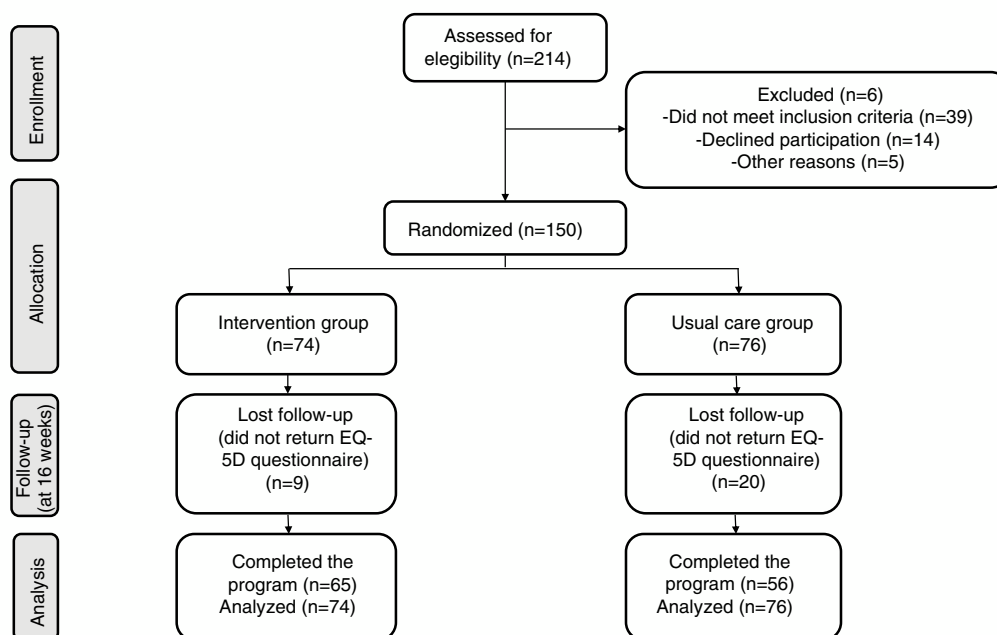 Enrollment
Assessed for
elegibility (n=214)
Excluded (n=6)
-Did not meet inclusion criteria (n=39)
-Declined participation (n=14)
-Other reasons (n=5)
Allocation
Randomized (n=150)
Intervention group
(n=74)
Usual care group
(n=76)
Follow-up
(at 16 weeks)
Lost follow-up
(did not return EQ-
5D questionnaire)
(n=9)
Lost follow-up
(did not return EQ-
5D questionnaire)
(n=20)
Analysis
Completed the
program (n=65)
Analyzed (n=74)
Completed the
program (n=56)
Analyzed (n=76)